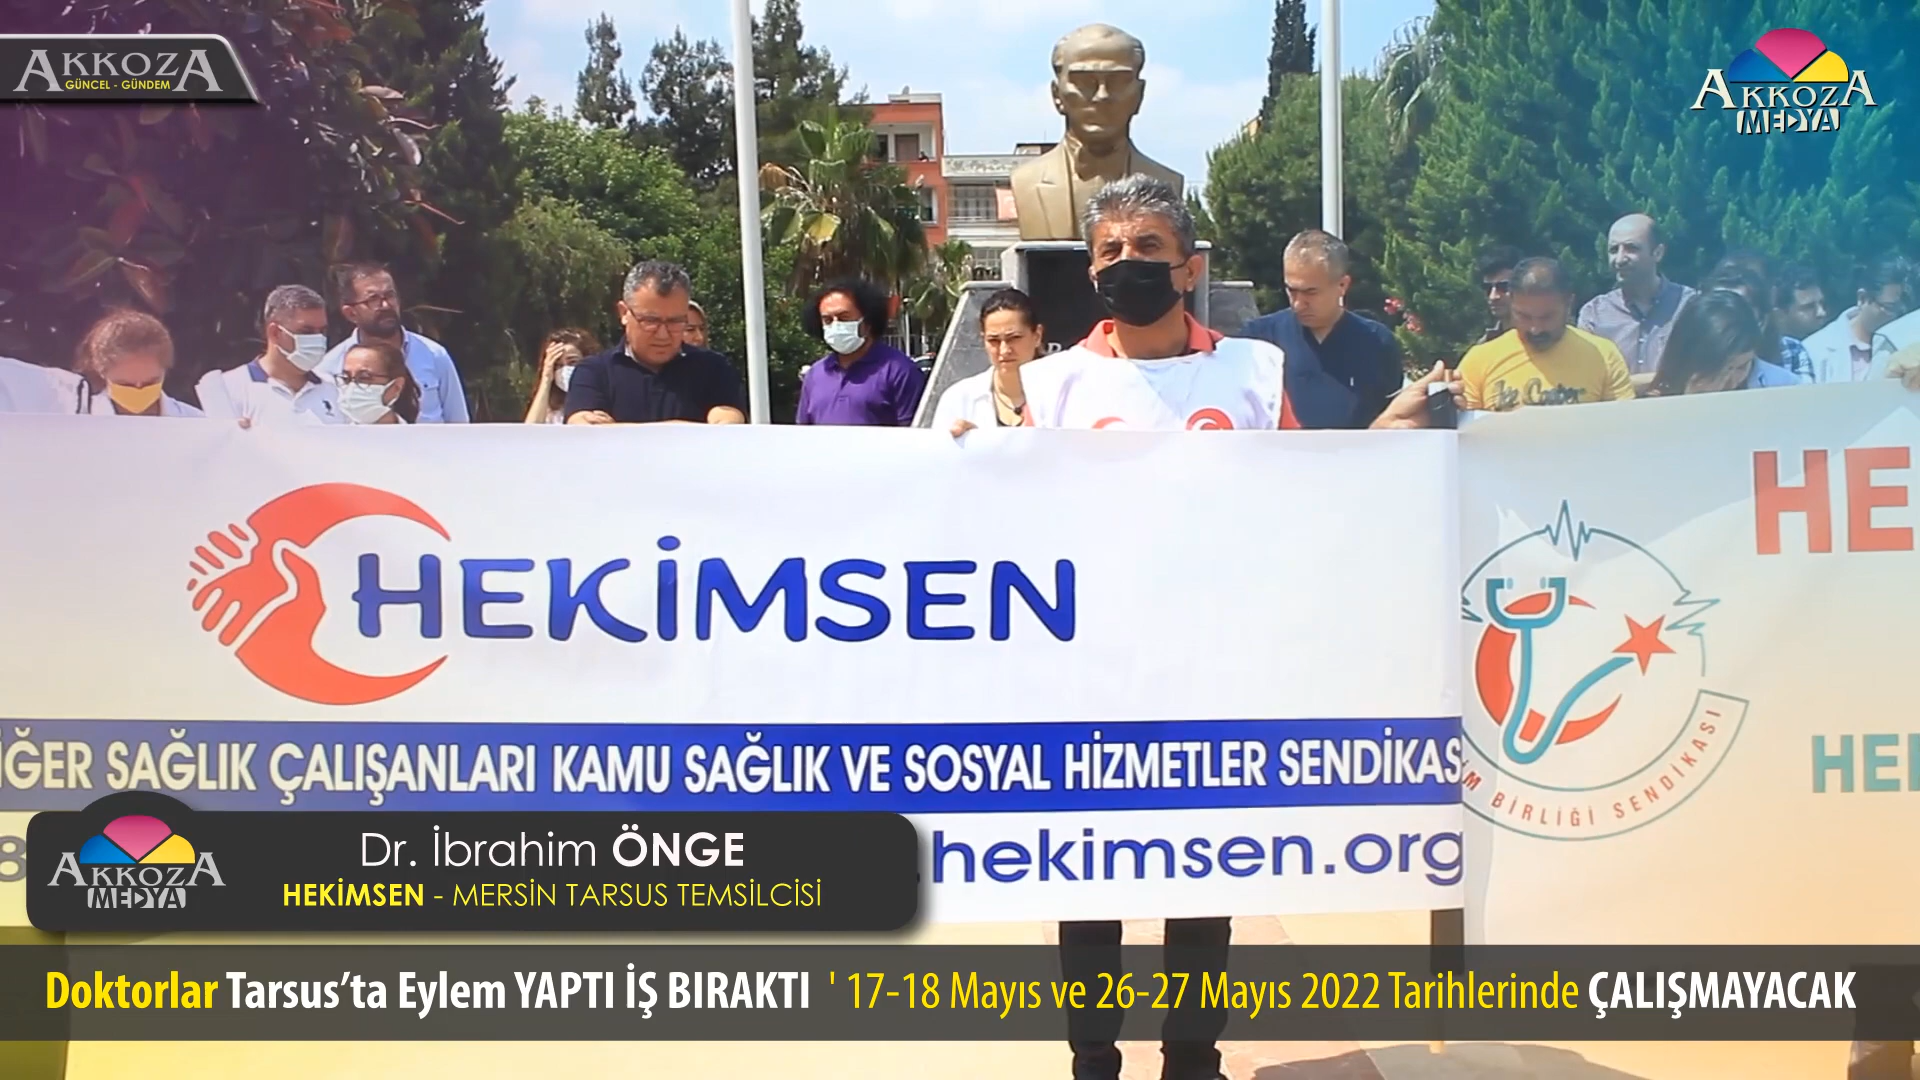 AKKOZA
GÜNCEL - GÜNDEM
AKKOZA
MEDYA
HEKİMSEN
HE
İĞER SAĞLIK ÇALIŞANLARI KAMU SAĞLIK VE SOSYAL HİZMETLER SENDİKAS
HEK
İM BİRLİĞİ SENDİKASI
8
.hekimsen.org
AKKOZA
MEDYA
Dr. İbrahim ÖNGE
HEKİMSEN - MERSİN TARSUS TEMSİLCİSİ
Doktorlar Tarsus’ta Eylem YAPTI İŞ BIRAKTI ' 17-18 Mayıs ve 26-27 Mayıs 2022 Tarihlerinde ÇALIŞMAYACAK